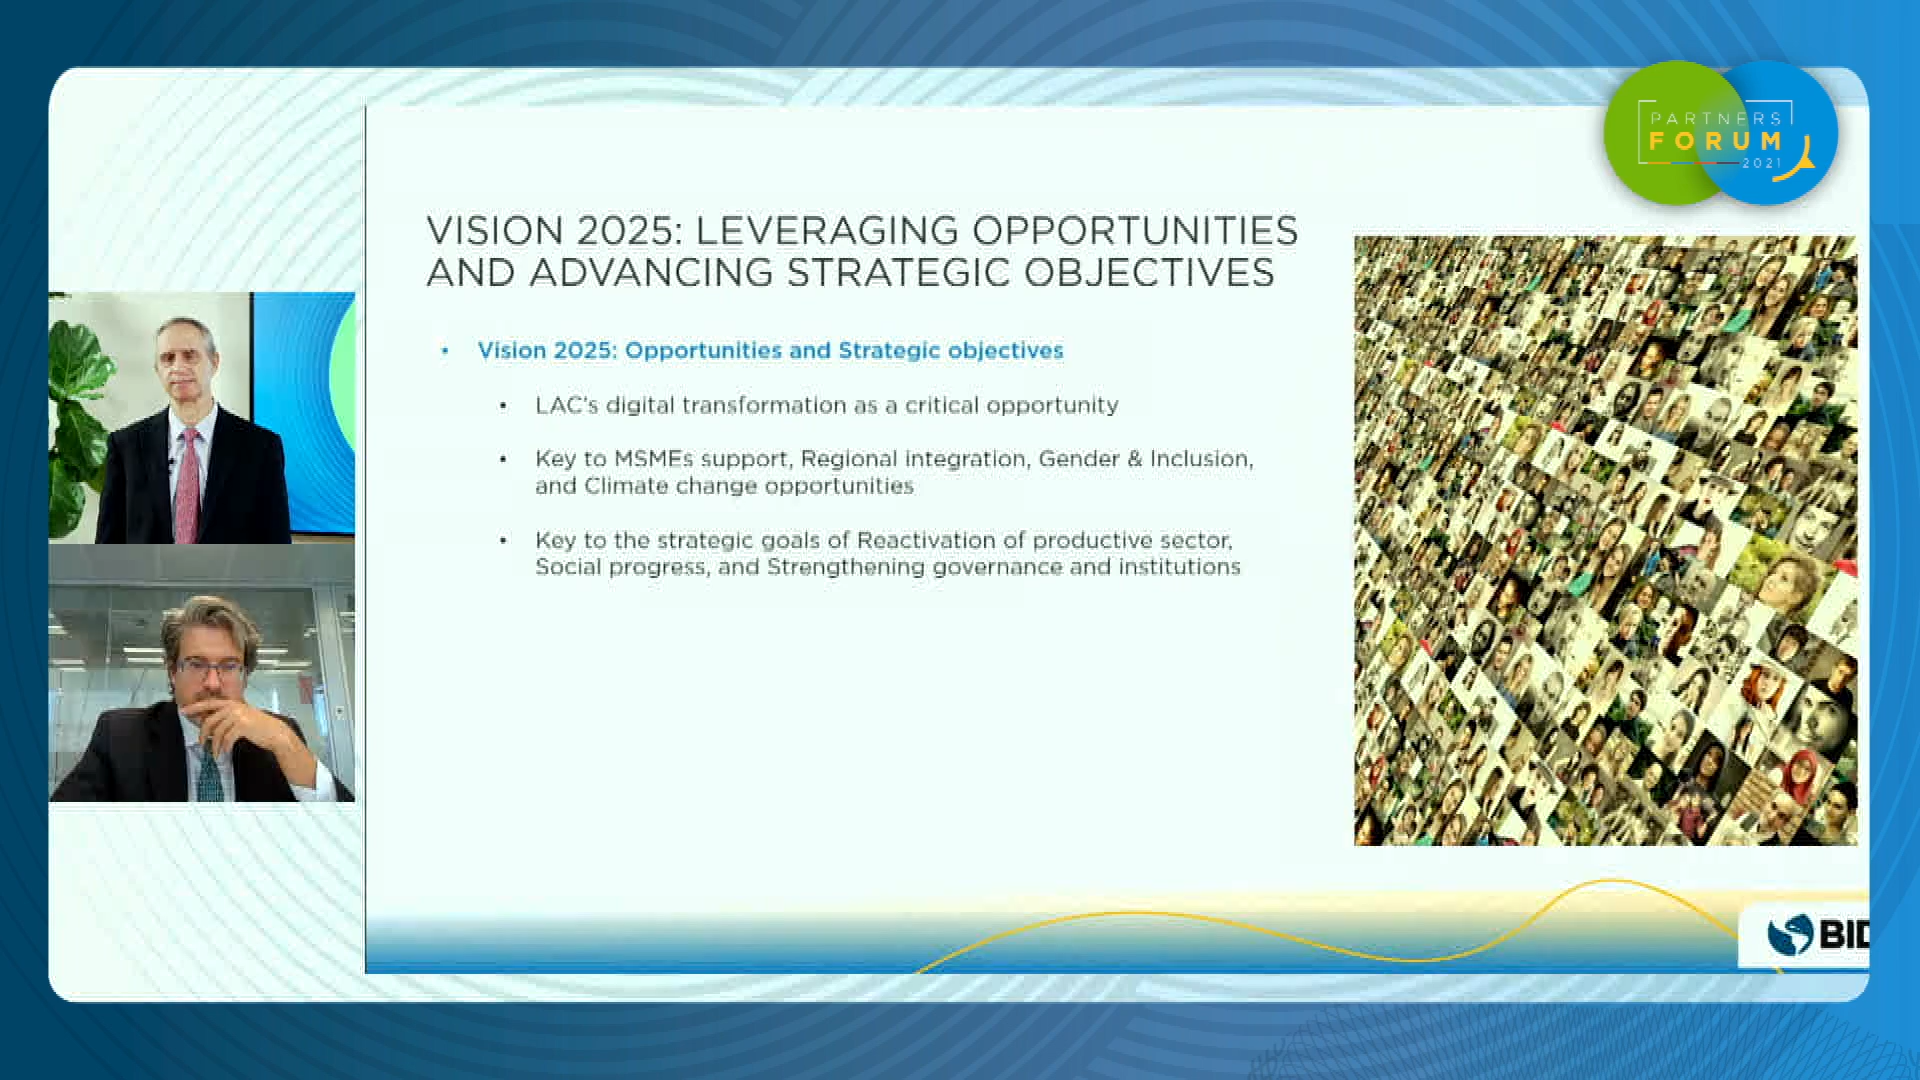 PARTNERS
FORUM
2021
VISION 2025: LEVERAGING OPPORTUNITIES
AND ADVANCING STRATEGIC OBJECTIVES
• Vision 2025: Opportunities and Strategic objectives
• LAC's digital transformation as a critical opportunity
• Key to MSMEs support, Regional integration, Gender & Inclusion,
and Climate change opportunities
• Key to the strategic goals of Reactivation of productive sector,
Social progress, and Strengthening governance and institutions
BID